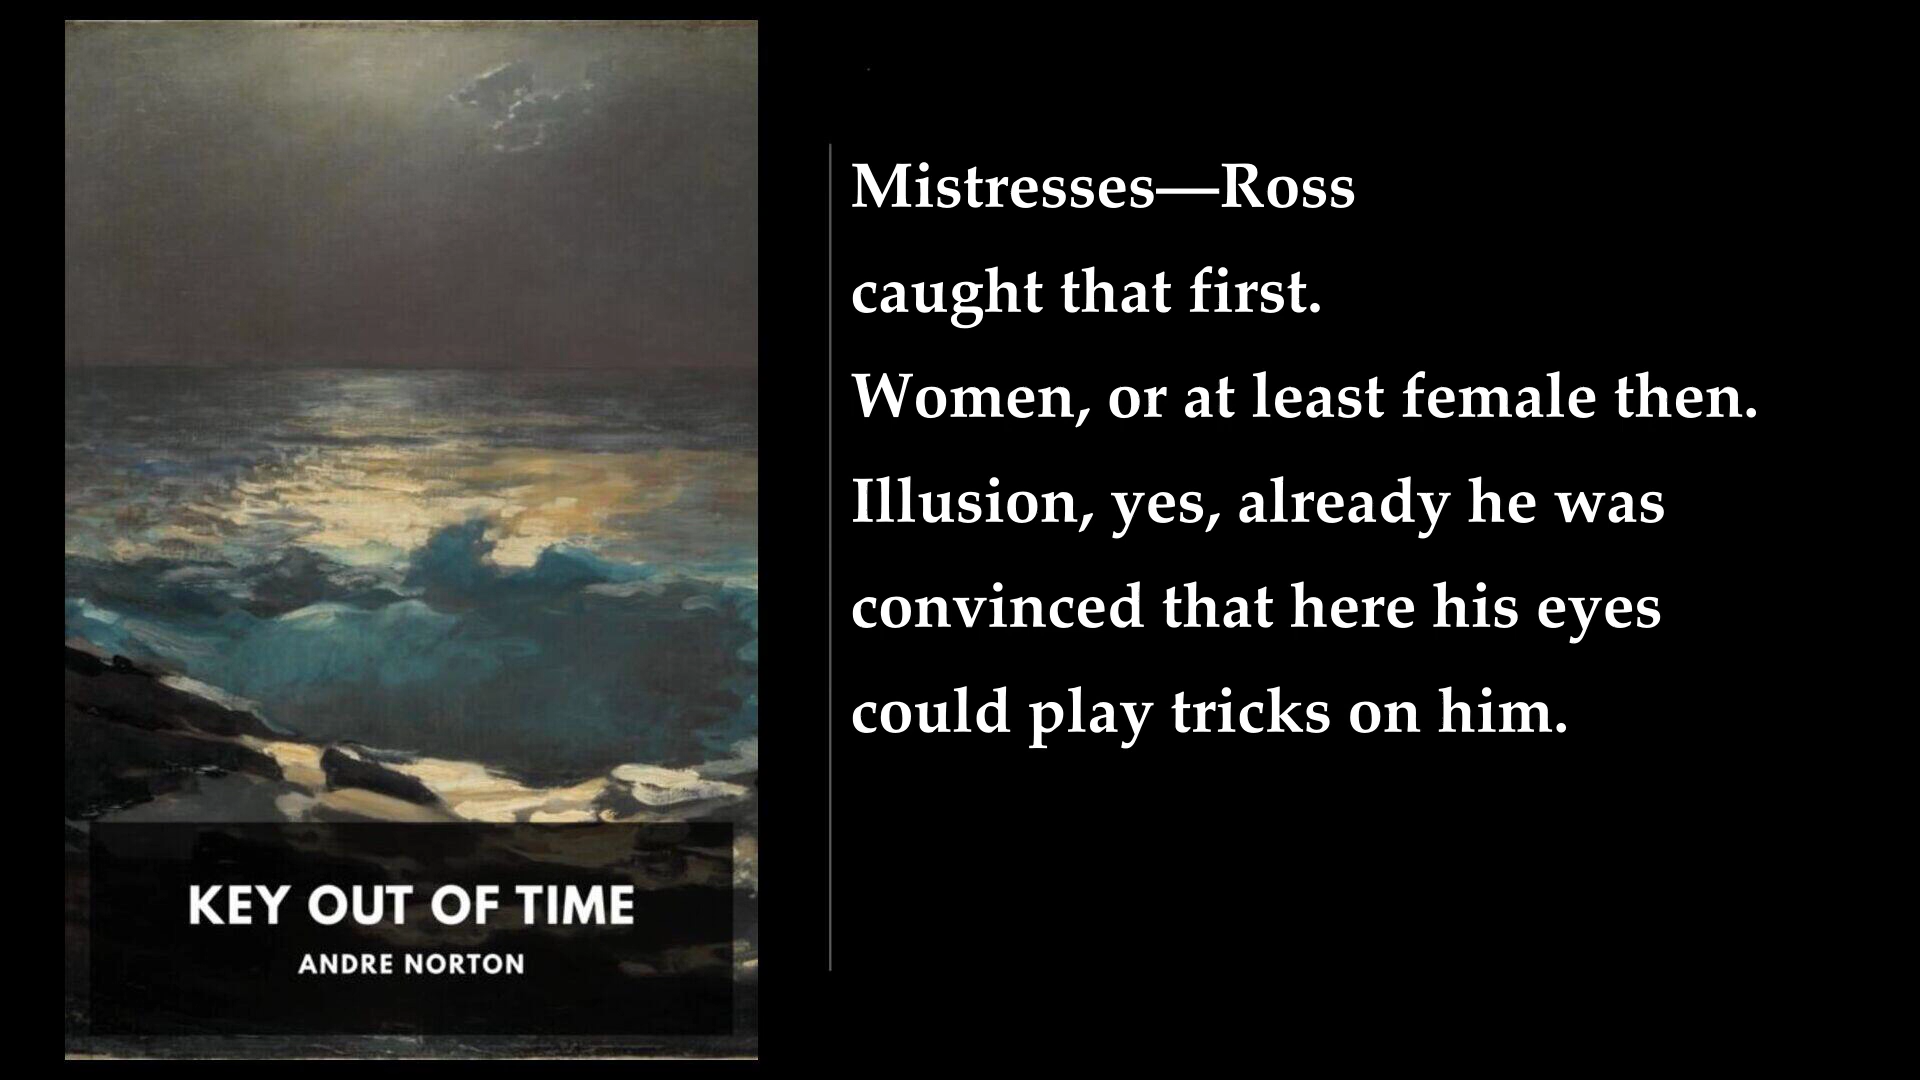 Mistresses—Ross
caught that first.
Women, or at least female then.
Illusion, yes, already he was
convinced that here his eyes
could play tricks on him.
KEY OUT OF TIME
ANDRE NORTON